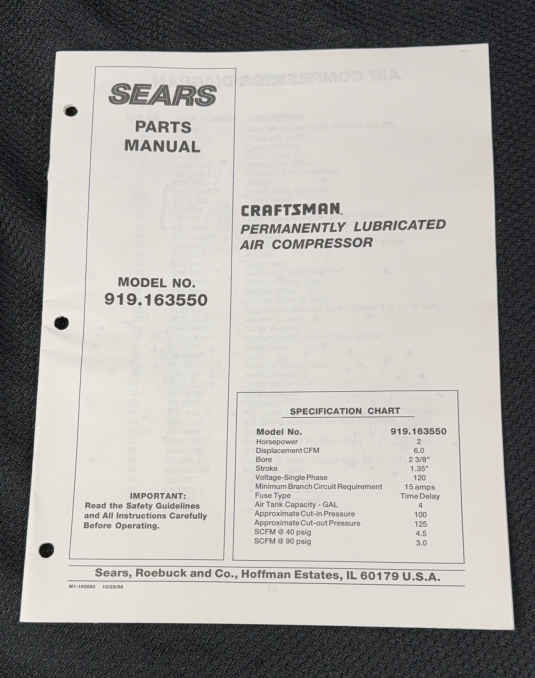 SEARS
PARTS
MANUAL
MODEL NO.
919.163550
IMPORTANT:
Read the Safety Guidelines
and All Instructions Carefully
Before Operating.
CRAFTSMAN.
PERMANENTLY LUBRICATED
AIR COMPRESSOR
SPECIFICATION CHART
Model No. 919.163550
Horsepower 2
Displacement CFM 6.0
Bore 2 3/8"
Stroke 1.35"
Voltage-Single Phase 120
Minimum Branch Circuit Requirement 15 amps
Fuse Type Time Delay
Air Tank Capacity - GAL 4
Approximate Cut-in Pressure 100
Approximate Cut-out Pressure 125
SCFM @ 40 psig 4.5
SCFM @ 90 psig 3.0
Sears, Roebuck and Co., Hoffman Estates, IL 60179 U.S.A.